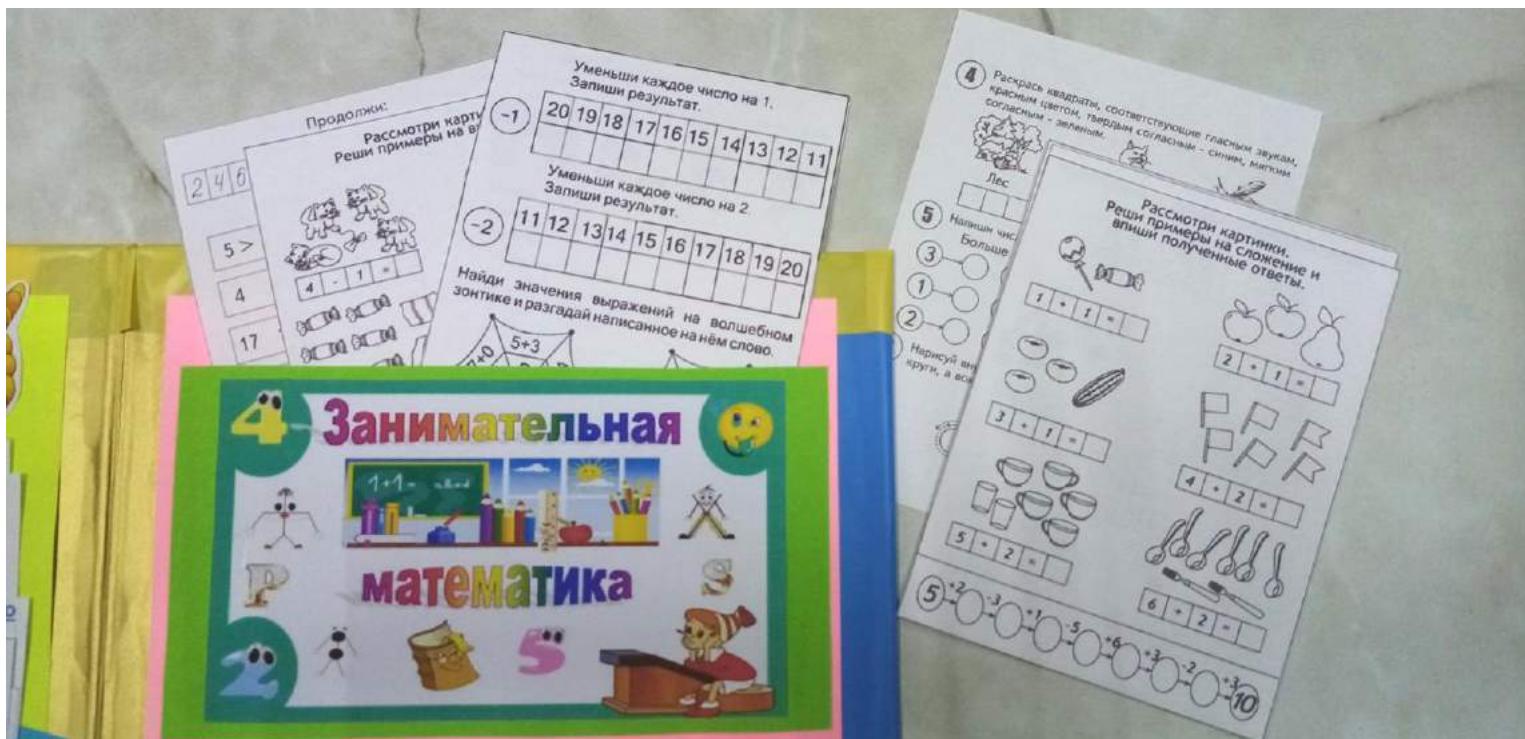 Продолжи:
2 4 6
5 >
4
17
Рассмотри
Реши примеры на
4 - 1 =
Уменьши каждое число на 1.
Запиши результат.
-1
20 19 18 17 16 15 14 13 12 11
Уменьши каждое число на 2.
Запиши результат.
-2
11 12 13 14 15 16 17 18 19 20
Найди значения выражений на волшебном
зонтике и разгадай написанное на нём слово.
5+3
Занимательная
1+1=
математика
4
2
5
P
S
4 Раскрась квадраты, соответствующие гласным звукам,
красным цветом, твердым согласным - синим, мягким
согласным - зеленым.
Лес
5 Напиши
Больше
3
1
2
Нарисуй
круги, а
Рассмотри картинки.
Реши примеры на сложение и
впиши полученные ответы.
1 + 1 =
2 + 1 =
3 + 1 =
4 + 2 =
5 + 2 =
6 + 2 =
5 +2 -3 +1 -5 +6 +3 -2 +3 10